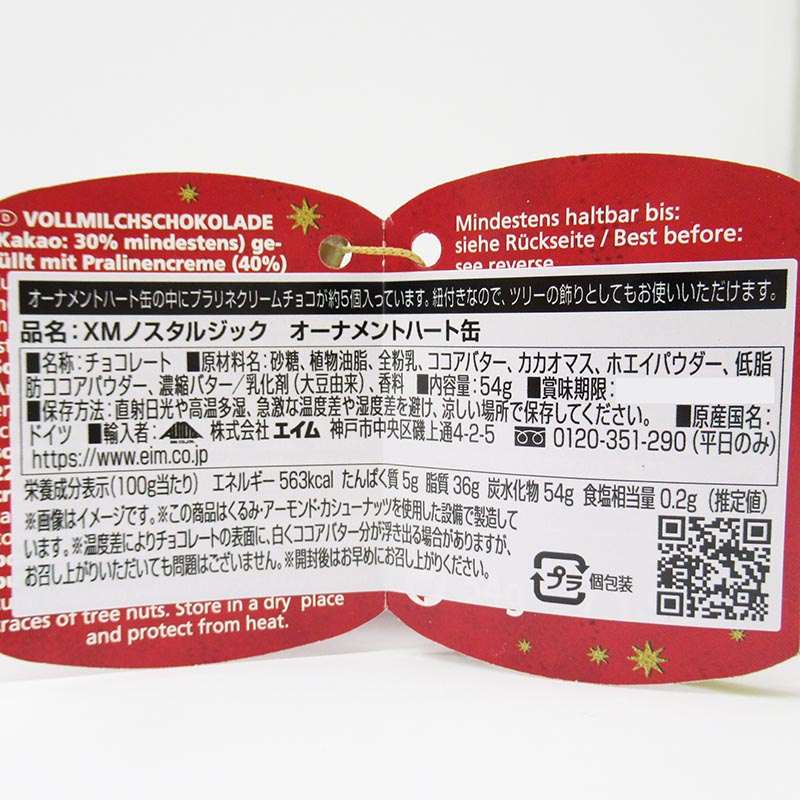 D VOLLMILCHSCHOKOLADE
Kakao: 30% mindestens) ge-
üllt mit Pralinencreme (40%)
Mindestens haltbar bis:
siehe Rückseite / Best before:
see reverse
オーナメントハート缶の中にプラリネクリームチョコが約5個入っています。紐付きなので、ツリーの飾りとしてもお使いいただけます。
品名:XMノスタルジック オーナメントハート缶
■名称:チョコレート ■原材料名:砂糖、植物油脂、全粉乳、ココアバター、カカオマス、ホエイパウダー、低脂
肪ココアパウダー、濃縮バター/乳化剤(大豆由来)、香料 ■内容量:54g ■賞味期限:
■保存方法:直射日光や高温多湿、急激な温度差や湿度差を避け、涼しい場所で保存してください。 ■原産国名:
ドイツ ■輸入者: 株式会社エイム 神戸市中央区磯上通4-2-5 0120-351-290(平日のみ)
https://www.eim.co.jp
栄養成分表示(100g当たり) エネルギー 563kcal たんぱく質 5g 脂質 36g 炭水化物 54g 食塩相当量 0.2g (推定値)
※画像はイメージです。※この商品はくるみ・アーモンド・カシューナッツを使用した設備で製造して
います。※温度差によりチョコレートの表面に、白くココアバター分が浮き出る場合がありますが、
お召し上がりいただいても問題はございません。※開封後はお早めにお召し上がりください。
プラ 個包装
races of tree nuts. Store in a dry place
and protect from heat.